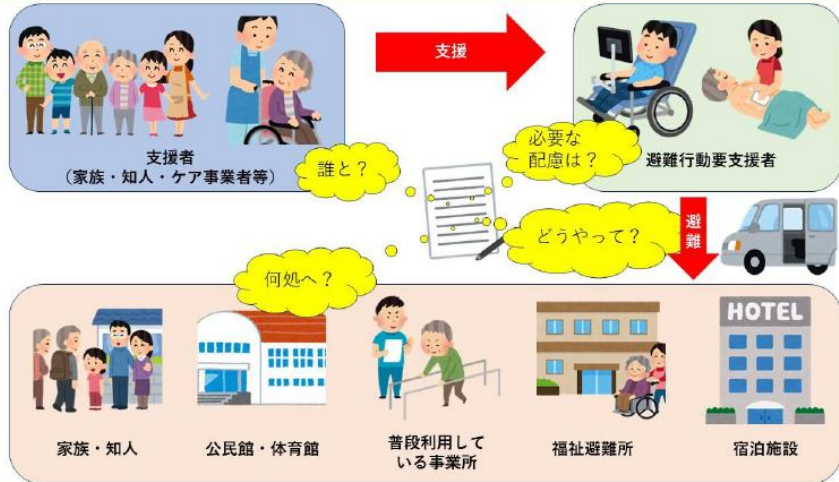 支援
支援者
（家族・知人・ケア事業者等）
誰と？
必要な
配慮は？
避難行動要支援者
どうやって？
避難
何処へ？
HOTEL
家族・知人
公民館・体育館
普段利用して
いる事業所
福祉避難所
宿泊施設